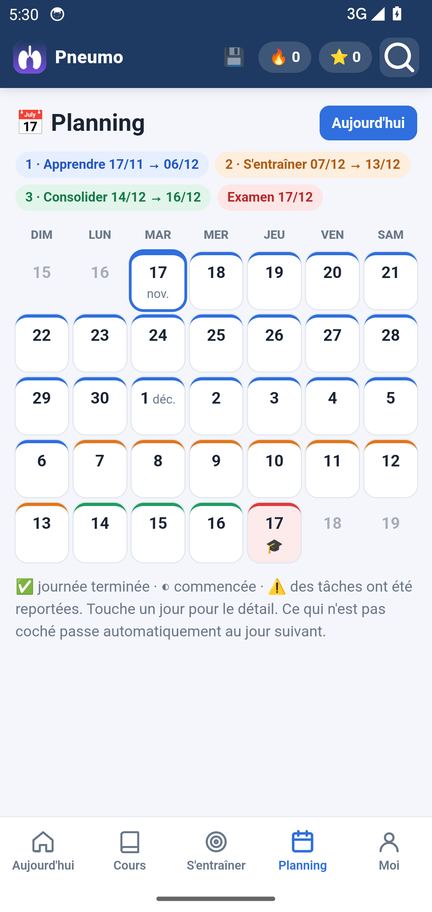 5:30
3G
Pneumo
💾 🔥 0 ⭐ 0
📅 Planning
Aujourd'hui
1 · Apprendre 17/11 → 06/12
2 · S'entraîner 07/12 → 13/12
3 · Consolider 14/12 → 16/12
Examen 17/12
DIM LUN MAR MER JEU VEN SAM
15 16 17 nov. 18 19 20 21
22 23 24 25 26 27 28
29 30 1 déc. 2 3 4 5
6 7 8 9 10 11 12
13 14 15 16 17 🎓 18 19
✅ journée terminée · ◐ commencée · ⚠️ des tâches ont été
reportées. Touche un jour pour le détail. Ce qui n'est pas
coché passe automatiquement au jour suivant.
Aujourd'hui Cours S'entraîner Planning Moi